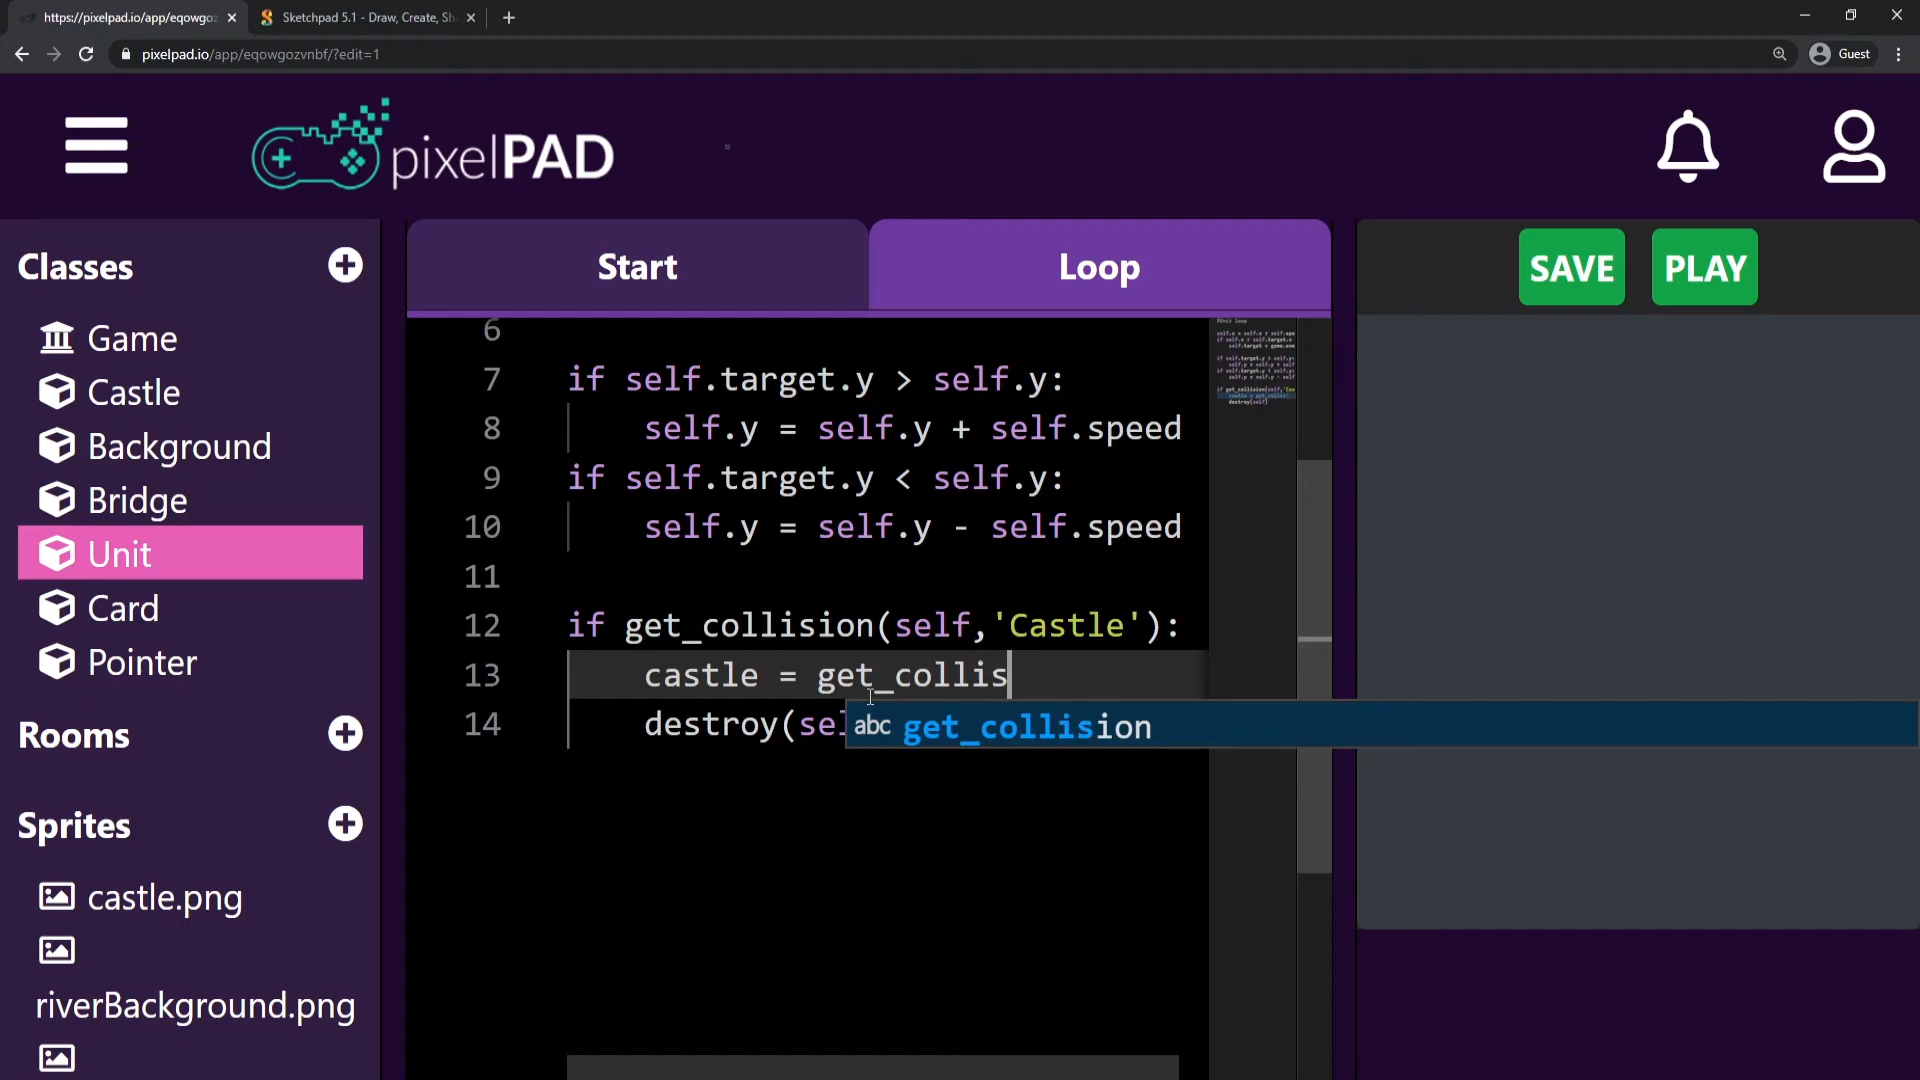 https://pixelpad.io/app/eqowgoz
Sketchpad 5.1 - Draw, Create, Sh
pixelpad.io/app/eqowgozvnbf/?edit=1
Guest
pixelPAD
Classes
Game
Castle
Background
Bridge
Unit
Card
Pointer
Rooms
Sprites
castle.png
riverBackground.png
Start
Loop
6
7 if self.target.y > self.y:
8 self.y = self.y + self.speed
9 if self.target.y < self.y:
10 self.y = self.y - self.speed
11
12 if get_collision(self,'Castle'):
13 castle = get_collis
14 destroy(sel
abc get_collision
SAVE
PLAY